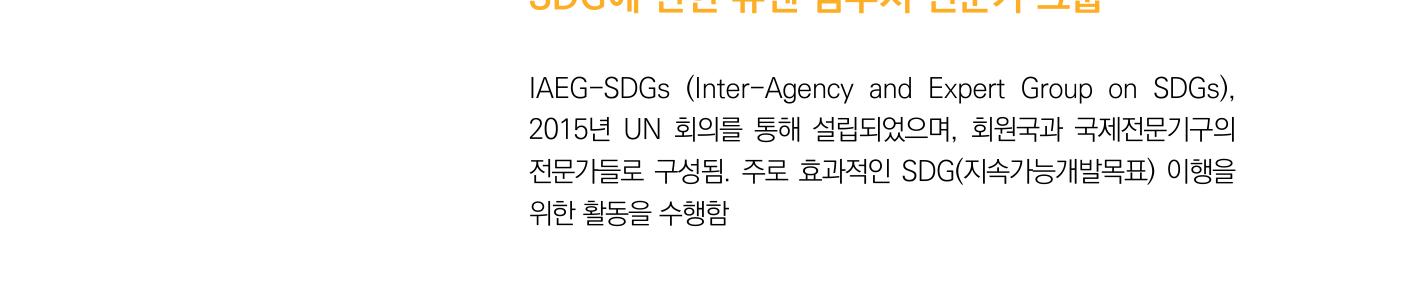 IAEG-SDGs (Inter-Agency and Expert Group on SDGs),
2015년 UN 회의를 통해 설립되었으며, 회원국과 국제전문기구의
전문가들로 구성됨. 주로 효과적인 SDG(지속가능개발목표) 이행을
위한 활동을 수행함